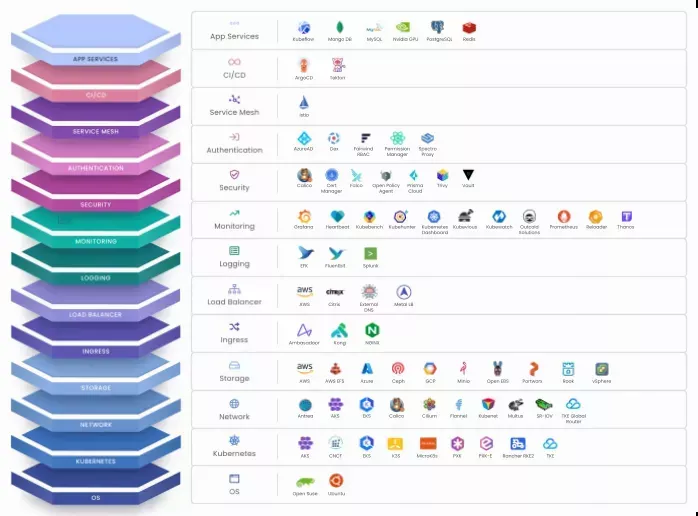 APP SERVICES
CI/CD
SERVICE MESH
AUTHENTICATION
SECURITY
MONITORING
LOGGING
LOAD BALANCER
INGRESS
STORAGE
NETWORK
KUBERNETES
OS
App Services
Kubeflow Mongo DB MySQL Nvidia GPU PostgreSQL Redis
CI/CD
ArgoCD Tekton
Service Mesh
Istio
Authentication
AzureAD Dex Fairwind RBAC Permission Manager Spectro Proxy
Security
Calico Cert Manager Falco Open Policy Agent Prisma Cloud Trivy Vault
Monitoring
Grafana Heartbeat Kubebench Kubehunter Kubernetes Dashboard Kubevious Kubewatch Outcold Solutions Prometheus Reloader Thanos
Logging
EFK Fluentbit Splunk
Load Balancer
aws citrix
AWS Citrix External DNS Metal LB
Ingress
Ambassador Kong NGINX
Storage
aws
AWS AWS EFS Azure Ceph GCP Minio Open EBS Portworx Rook vSphere
Network
Anthea AKS EKS Calico Cilium Flannel Kubenet Multus SR-IOV TKE Global Router
Kubernetes
AKS CNCF EKS K3S MicroK8s PXK PXK-E Rancher RKE2 TKE
OS
Open Suse Ubuntu